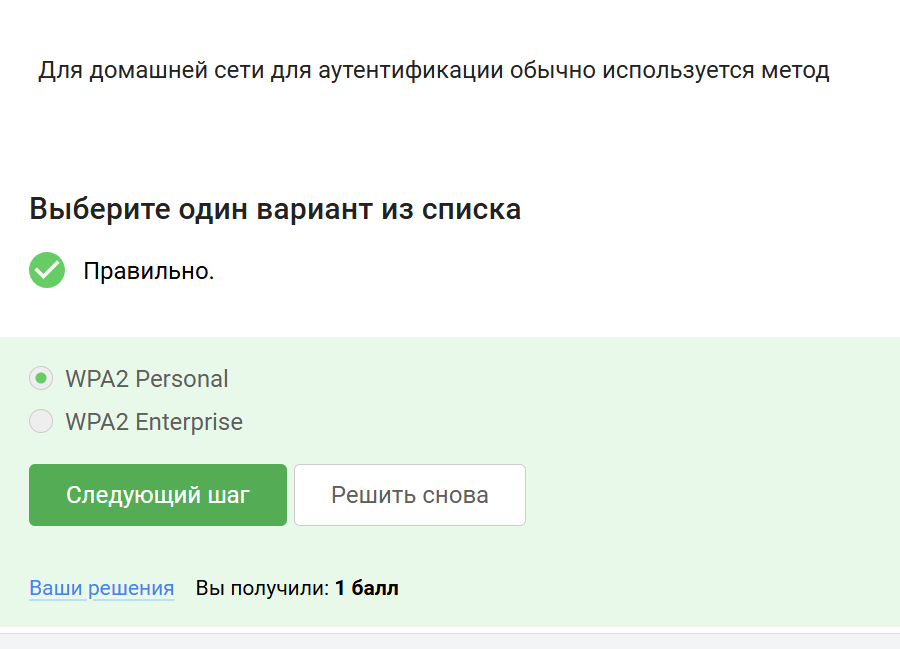 Для домашней сети для аутентификации обычно используется метод
Выберите один вариант из списка
Правильно.
WPA2 Personal
WPA2 Enterprise
Следующий шаг
Решить снова
Ваши решения Вы получили: 1 балл